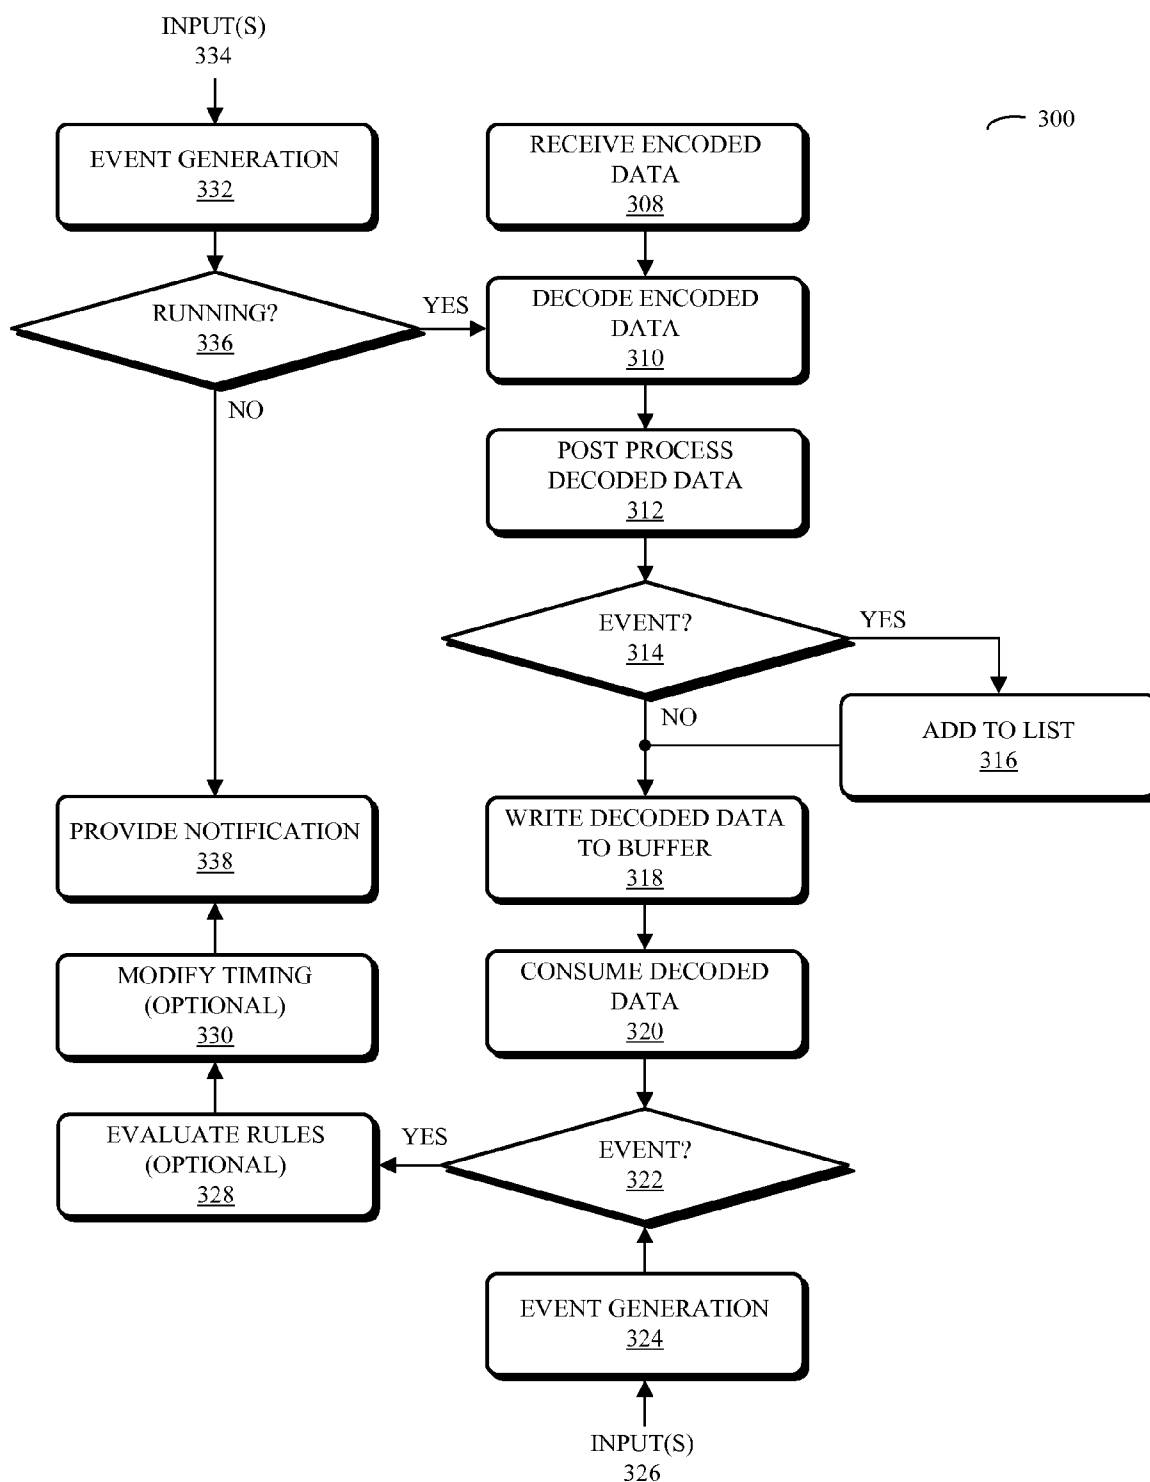 INPUT(S)
334
300
EVENT GENERATION
332
RECEIVE ENCODED
DATA
308
RUNNING?
336
YES
NO
DECODE ENCODED
DATA
310
POST PROCESS
DECODED DATA
312
EVENT?
314
YES
NO
ADD TO LIST
316
PROVIDE NOTIFICATION
338
WRITE DECODED DATA
TO BUFFER
318
MODIFY TIMING
(OPTIONAL)
330
CONSUME DECODED
DATA
320
EVALUATE RULES
(OPTIONAL)
328
YES
EVENT?
322
EVENT GENERATION
324
INPUT(S)
326